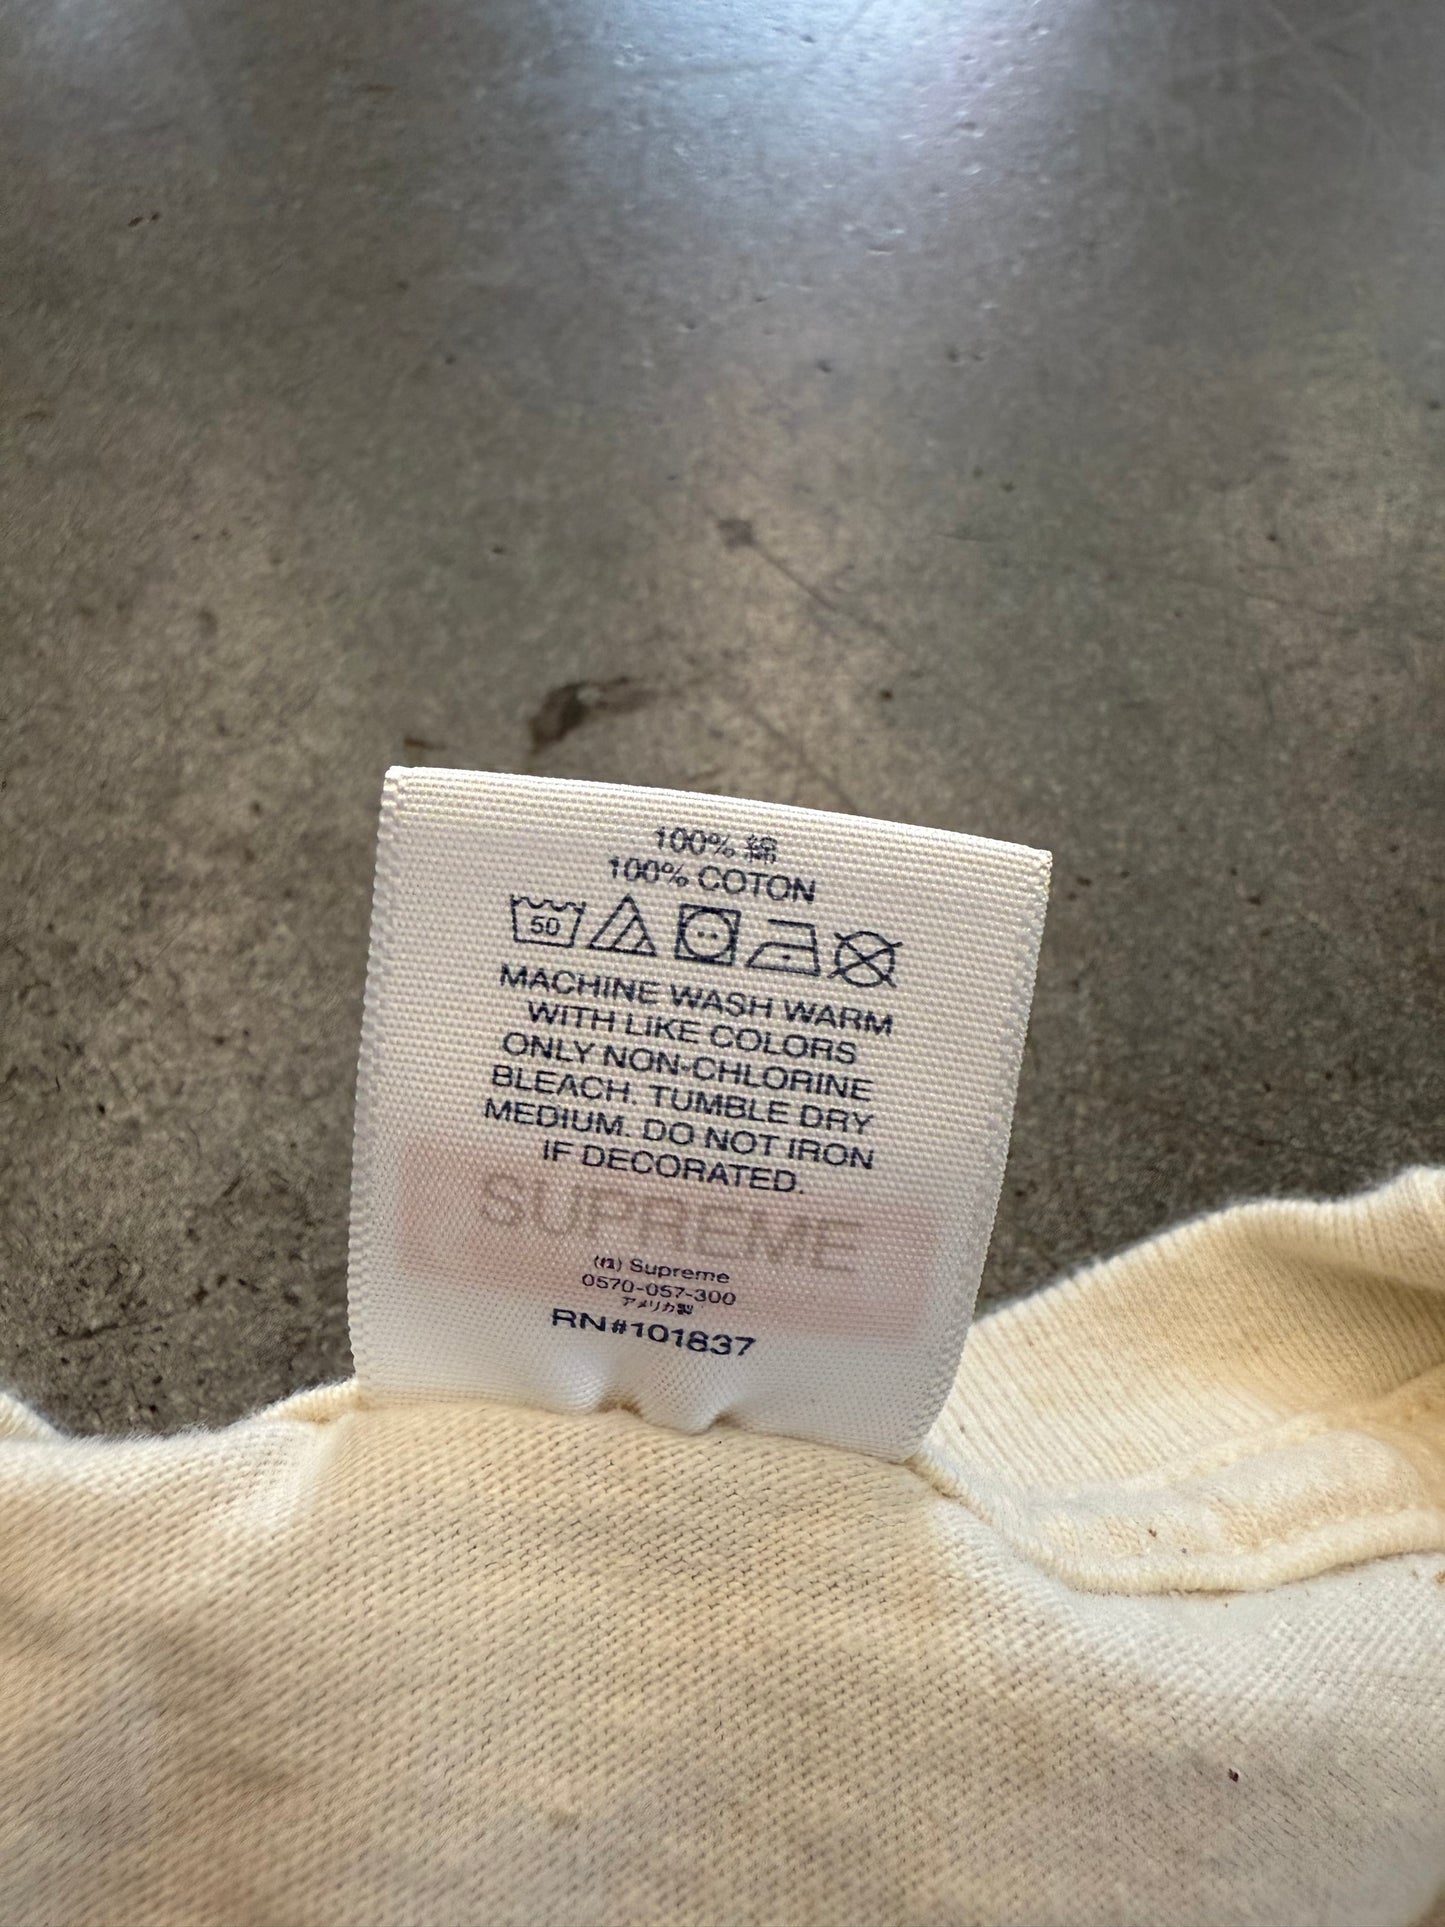 100% 綿
100% COTON
50
MACHINE WASH WARM
WITH LIKE COLORS
ONLY NON-CHLORINE
BLEACH. TUMBLE DRY
MEDIUM. DO NOT IRON
IF DECORATED.
SUPREME
(ね) Supreme
0570-057-300
アメリカ製
RN#101837